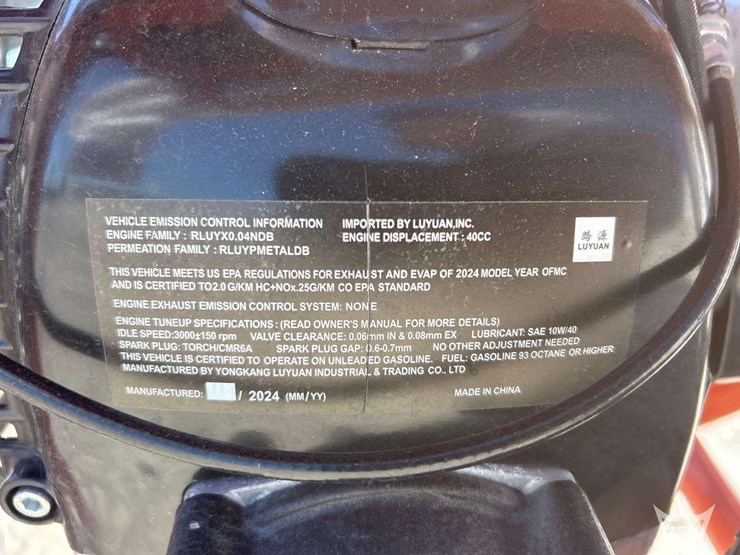 VEHICLE EMISSION CONTROL INFORMATION
IMPORTED BY LUYUAN,INC.
ENGINE FAMILY : RLUYX0.04NDB
ENGINE DISPLACEMENT : 40CC
PERMEATION FAMILY : RLUYPMETALDB
路源
LUYUAN
THIS VEHICLE MEETS US EPA REGULATIONS FOR EXHAUST AND EVAP OF 2024 MODEL YEAR OFMC
AND IS CERTIFIED TO2.0 G/KM HC+NOx.25G/KM CO EPA STANDARD
ENGINE EXHAUST EMISSION CONTROL SYSTEM: NONE
ENGINE TUNEUP SPECIFICATIONS : (READ OWNER'S MANUAL FOR MORE DETAILS)
IDLE SPEED:3000±150 rpm VALVE CLEARANCE: 0.06mm IN & 0.08mm EX LUBRICANT: SAE 10W/40
SPARK PLUG: TORCH/CMR6A SPARK PLUG GAP: 0.6-0.7mm NO OTHER ADJUSTMENT NEEDED
THIS VEHICLE IS CERTIFIED TO OPERATE ON UNLEADED GASOLINE. FUEL: GASOLINE 93 OCTANE OR HIGHER
MANUFACTURED BY YONGKANG LUYUAN INDUSTRIAL & TRADING CO., LTD
MANUFACTURED: / 2024 (MM/YY)
MADE IN CHINA